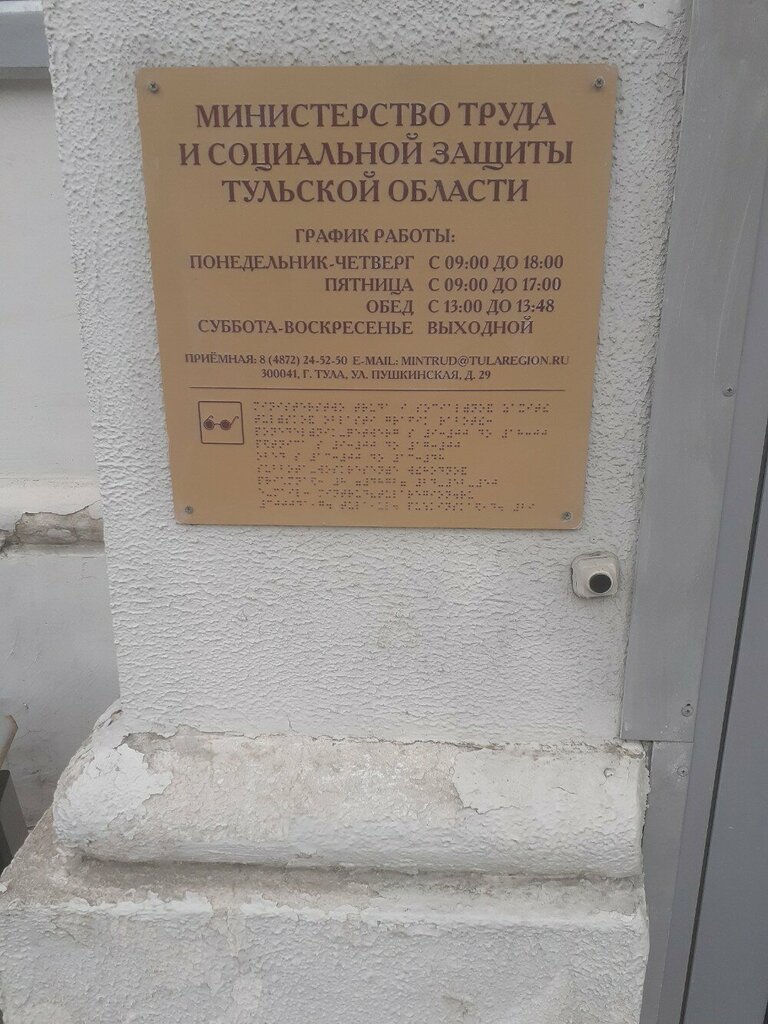 МИНИСТЕРСТВО ТРУДА
И СОЦИАЛЬНОЙ ЗАЩИТЫ
ТУЛЬСКОЙ ОБЛАСТИ
ГРАФИК РАБОТЫ:
ПОНЕДЕЛЬНИК-ЧЕТВЕРГ С 09:00 ДО 18:00
ПЯТНИЦА С 09:00 ДО 17:00
ОБЕД С 13:00 ДО 13:48
СУББОТА-ВОСКРЕСЕНЬЕ ВЫХОДНОЙ
ПРИЁМНАЯ: 8 (4872) 24-52-50 E-MAIL: MINTRUD@TULAREGION.RU
300041, Г. ТУЛА, УЛ. ПУШКИНСКАЯ, Д. 29